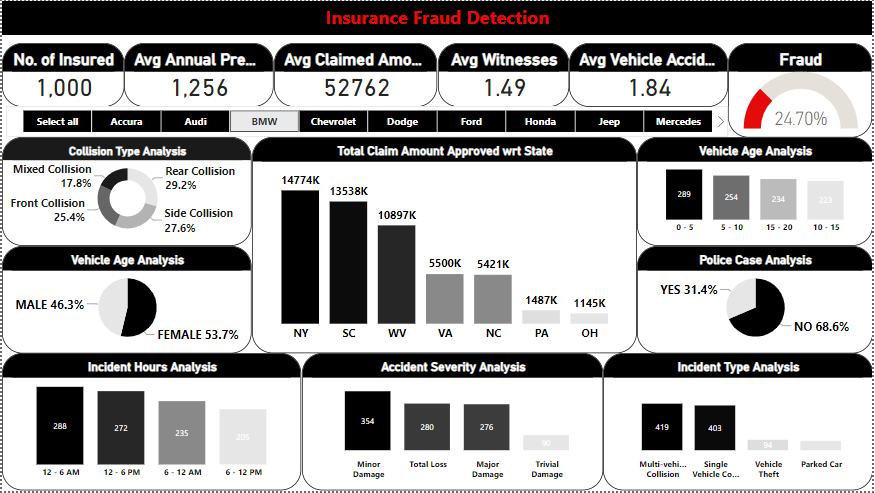 Insurance Fraud Detection
No. of Insured
1,000
Avg Annual Pre...
1,256
Avg Claimed Amo...
52762
Avg Witnesses
1.49
Avg Vehicle Accid...
1.84
Fraud
24.70%
Select all
Accura
Audi
BMW
Chevrolet
Dodge
Ford
Honda
Jeep
Mercedes
Collision Type Analysis
Mixed Collision
17.8%
Rear Collision
29.2%
Front Collision
25.4%
Side Collision
27.6%
Total Claim Amount Approved wrt State
14774K
13538K
10897K
5500K
5421K
1487K
1145K
NY
SC
WV
VA
NC
PA
OH
Vehicle Age Analysis
289
254
234
223
0 - 5
5 - 10
15 - 20
10 - 15
Vehicle Age Analysis
MALE 46.3%
FEMALE 53.7%
Police Case Analysis
YES 31.4%
NO 68.6%
Incident Hours Analysis
288
272
235
205
12 - 6 AM
12 - 6 PM
6 - 12 AM
6 - 12 PM
Accident Severity Analysis
354
280
276
90
Minor
Damage
Total Loss
Major
Damage
Trivial
Damage
Incident Type Analysis
419
403
94
Multi-vehi...
Collision
Single
Vehicle Co...
Vehicle
Theft
Parked Car